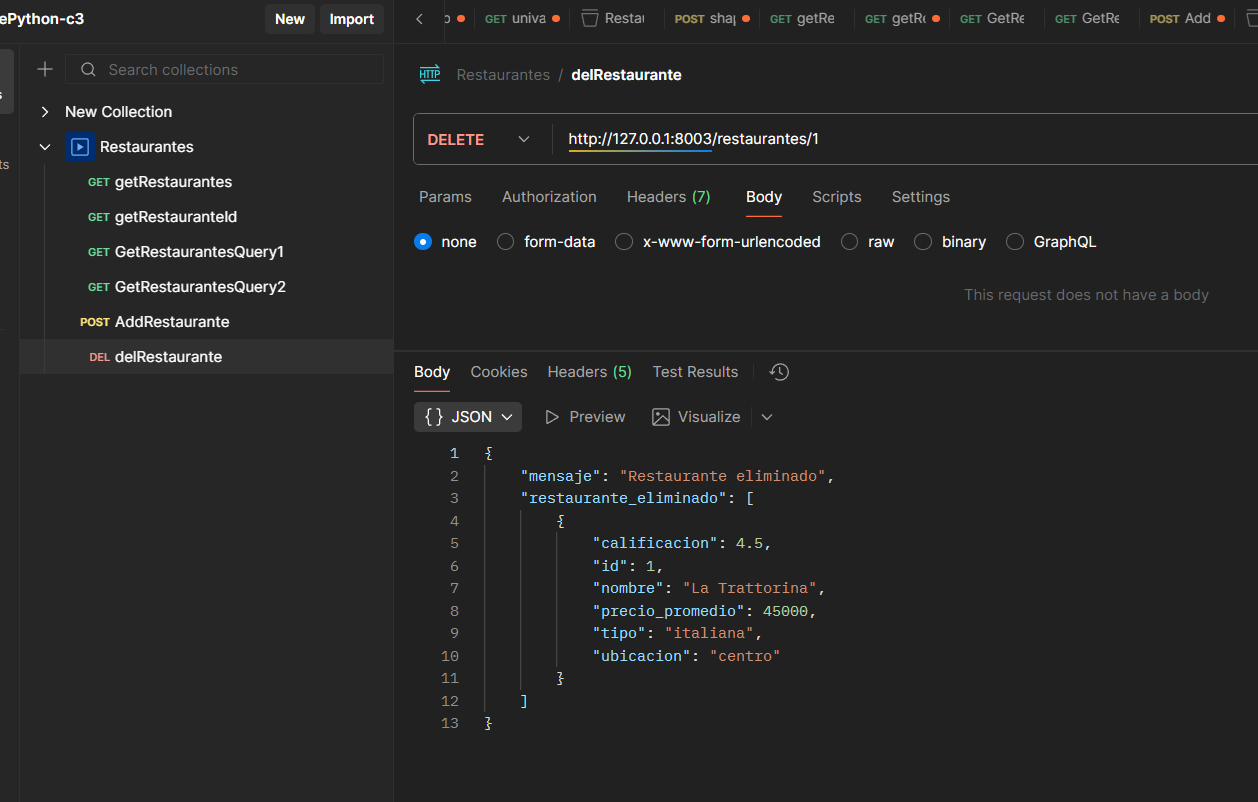 ePython-c3
New
Import
GET univa
Resta
POST shap
GET getRe
GET getRe
GET GetRe
GET GetRe
POST Add
Search collections
HTTP Restaurantes / delRestaurante
New Collection
Restaurantes
GET getRestaurantes
GET getRestauranteId
GET GetRestaurantesQuery1
GET GetRestaurantesQuery2
POST AddRestaurante
DEL delRestaurante
DELETE http://127.0.0.1:8003/restaurantes/1
Params Authorization Headers (7) Body Scripts Settings
none form-data x-www-form-urlencoded raw binary GraphQL
This request does not have a body
Body Cookies Headers (5) Test Results
{} JSON Preview Visualize
1 {
2 "mensaje": "Restaurante eliminado",
3 "restaurante_eliminado": [
4 {
5 "calificacion": 4.5,
6 "id": 1,
7 "nombre": "La Trattorina",
8 "precio_promedio": 45000,
9 "tipo": "italiana",
10 "ubicacion": "centro"
11 }
12 ]
13 }